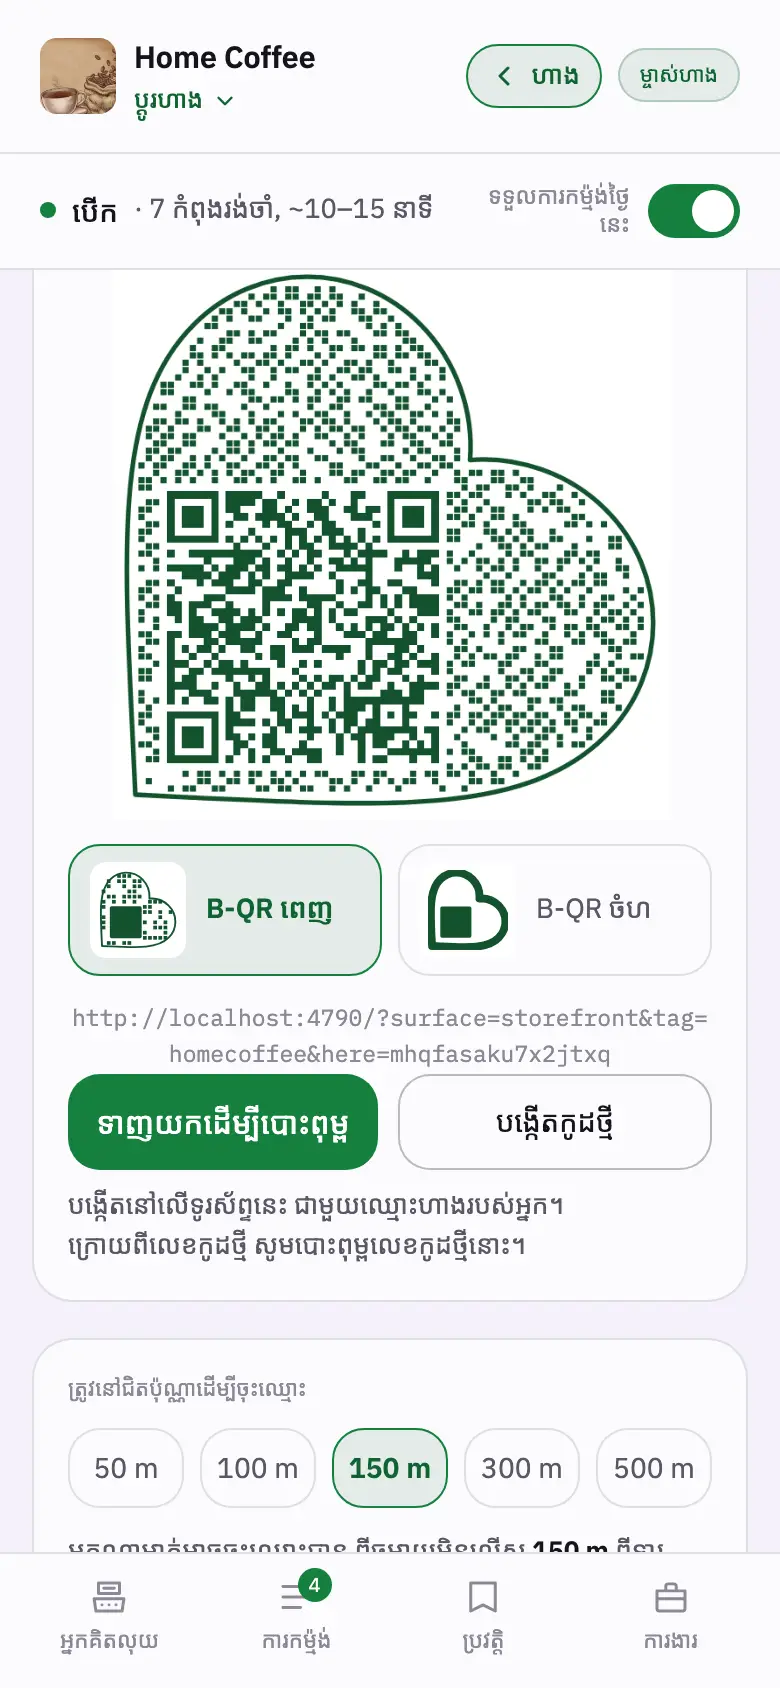 Home Coffee
ប្តូរហាង
ហាង
ម្ចាស់ហាង
បើក · 7 កំពុងរង់ចាំ, ~10–15 នាទី
ទទួលការកម្ម៉ង់ថ្ងៃ
នេះ
B-QR ពេញ
B-QR ចំហ
http://localhost:4790/?surface=storefront&tag=
homecoffee&here=mhqfasaku7x2jtxq
ទាញយកដើម្បីបោះពុម្ព
បង្កើតកូដថ្មី
បង្កើតនៅលើទូរស័ព្ទនេះ ជាមួយឈ្មោះហាងរបស់អ្នក។
ក្រោយពីលេខកូដថ្មី សូមបោះពុម្ពលេខកូដថ្មីនោះ។
ត្រូវនៅជិតប៉ុណ្ណាដើម្បីចុះឈ្មោះ
50 m
100 m
150 m
300 m
500 m
150 m
4
អ្នកគិតលុយ
ការកម្ម៉ង់
ប្រវត្តិ
ការងារ